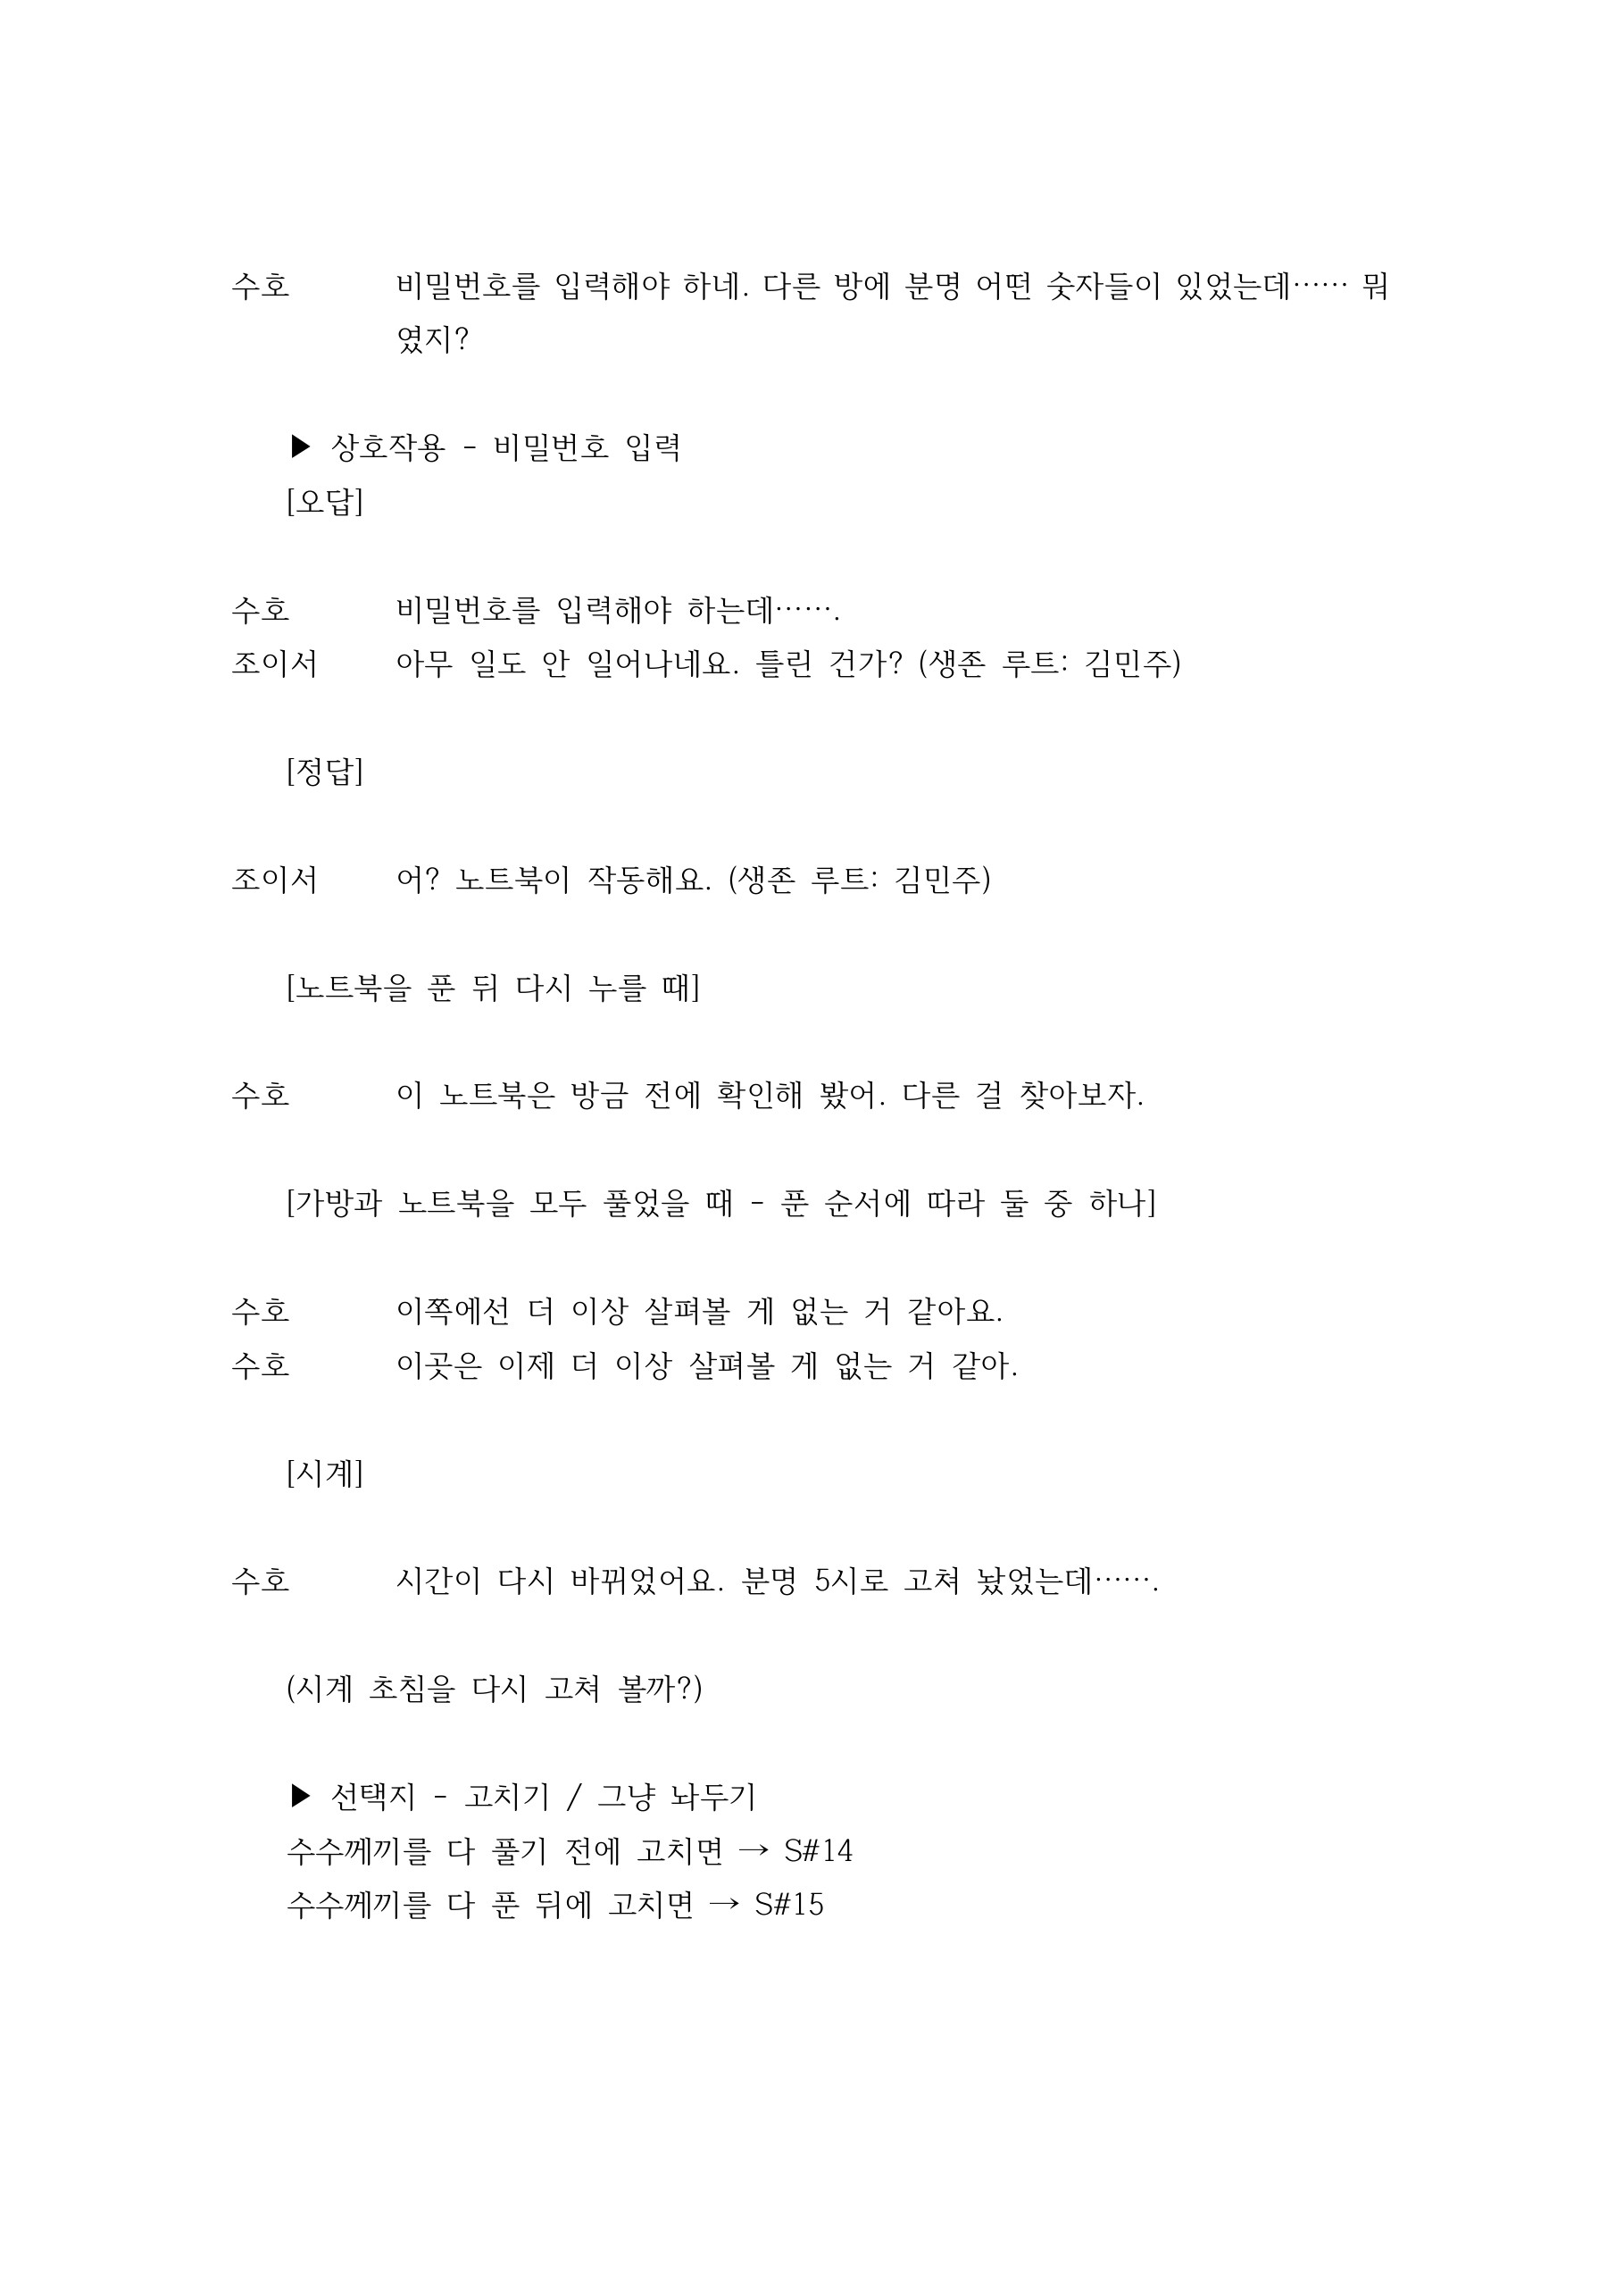 수호 비밀번호를 입력해야 하네. 다른 방에 분명 어떤 숫자들이 있었는데…… 뭐
였지?
▶ 상호작용 - 비밀번호 입력
[오답]
수호 비밀번호를 입력해야 하는데…….
조이서 아무 일도 안 일어나네요. 틀린 건가? (생존 루트: 김민주)
[정답]
조이서 어? 노트북이 작동해요. (생존 루트: 김민주)
[노트북을 푼 뒤 다시 누를 때]
수호 이 노트북은 방금 전에 확인해 봤어. 다른 걸 찾아보자.
[가방과 노트북을 모두 풀었을 때 - 푼 순서에 따라 둘 중 하나]
수호 이쪽에선 더 이상 살펴볼 게 없는 거 같아요.
수호 이곳은 이제 더 이상 살펴볼 게 없는 거 같아.
[시계]
수호 시간이 다시 바뀌었어요. 분명 5시로 고쳐 놨었는데…….
(시계 초침을 다시 고쳐 볼까?)
▶ 선택지 - 고치기 / 그냥 놔두기
수수께끼를 다 풀기 전에 고치면 → S#14
수수께끼를 다 푼 뒤에 고치면 → S#15